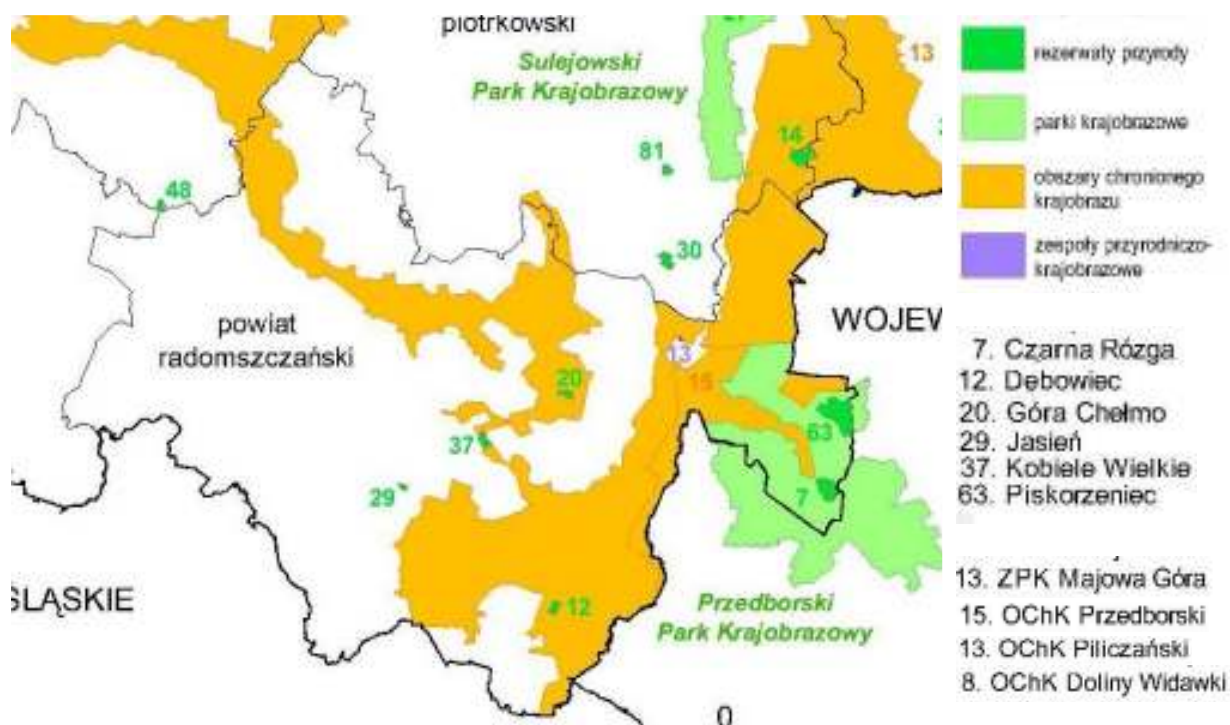 piotrkowski
Sulejowski
Park Krajobrazowy
13
14
81
48
30
WOJEW
powiat
radomszczański
13
15
20
37
63
29
7
12
ŚLĄSKIE
Przedborski
Park Krajobrazowy
rezerwaty przyrody
parki krajobrazowe
obszary chronionego
krajobrazu
zespoły przyrodniczo-
krajobrazowe
7. Czarna Rózga
12. Dębowiec
20. Góra Chełmo
29. Jasień
37. Kobiele Wielkie
63. Piskorzeniec
13. ZPK Majowa Góra
15. OChK Przedborski
13. OChK Piliczański
8. OChK Doliny Widawki